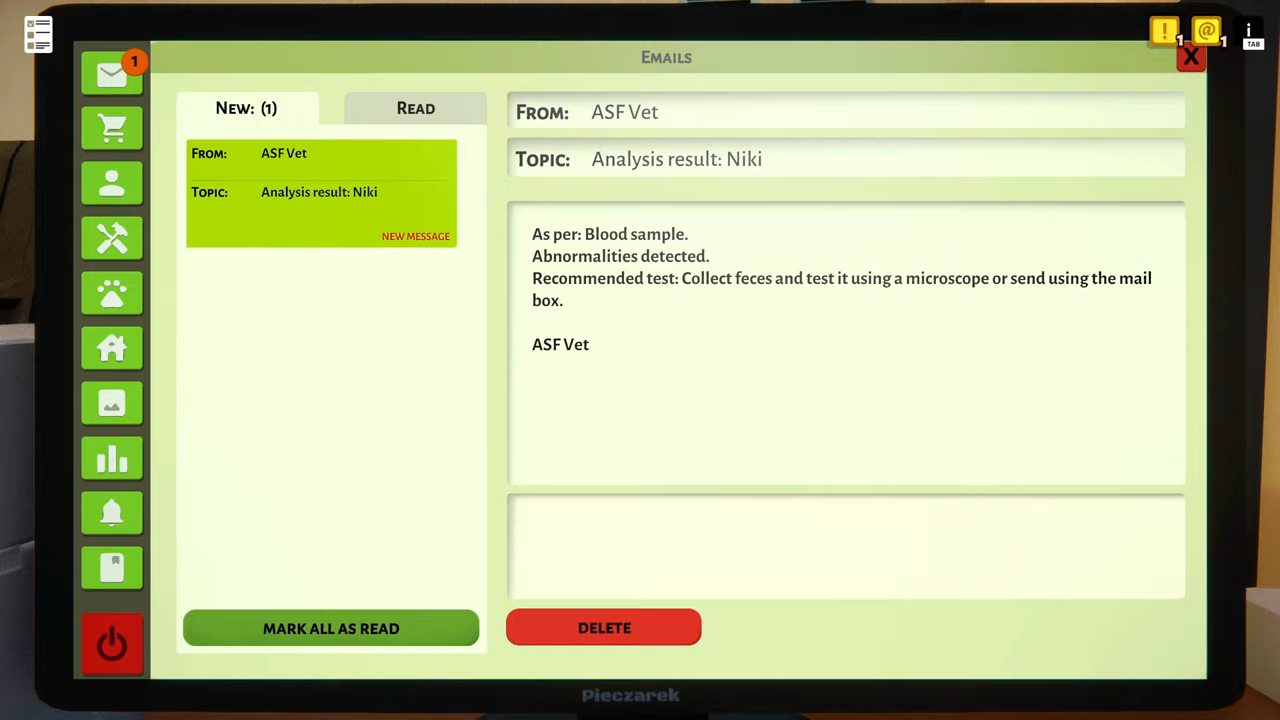 1
EMAILS
1
@
1
i
TAB
X
NEW: (1)
READ
FROM: ASF Vet
TOPIC: Analysis result: Niki
NEW MESSAGE
FROM: ASF Vet
TOPIC: Analysis result: Niki
As per: Blood sample.
Abnormalities detected.
Recommended test: Collect feces and test it using a microscope or send using the mail
box.
ASF Vet
MARK ALL AS READ
DELETE
Pieczarek